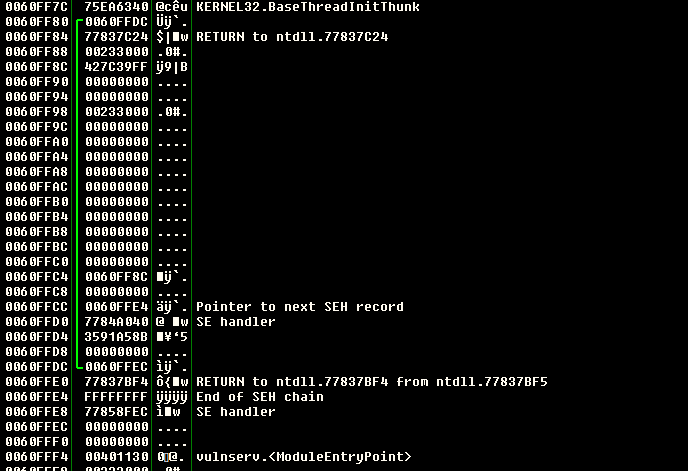 0060FF7C 75EA6340 @cêu KERNEL32.BaseThreadInitThunk
0060FF80 0060FFDC Üÿ`.
0060FF84 77837C24 $|■w RETURN to ntdll.77837C24
0060FF88 00233000 .0#.
0060FF8C 427C39FF ÿ9|B
0060FF90 00000000 ....
0060FF94 00000000 ....
0060FF98 00233000 .0#.
0060FF9C 00000000 ....
0060FFA0 00000000 ....
0060FFA4 00000000 ....
0060FFA8 00000000 ....
0060FFAC 00000000 ....
0060FFB0 00000000 ....
0060FFB4 00000000 ....
0060FFB8 00000000 ....
0060FFBC 00000000 ....
0060FFC0 00000000 ....
0060FFC4 0060FF8C ■ÿ`.
0060FFC8 00000000 ....
0060FFCC 0060FFE4 äÿ`. Pointer to next SEH record
0060FFD0 7784A040 @ ■w SE handler
0060FFD4 3591A58B ■¥‘5
0060FFD8 00000000 ....
0060FFDC 0060FFEC ìÿ`.
0060FFE0 77837BF4 ô{■w RETURN to ntdll.77837BF4 from ntdll.77837BF5
0060FFE4 FFFFFFFF ÿÿÿÿ End of SEH chain
0060FFE8 77858FEC ì■w SE handler
0060FFEC 00000000 ....
0060FFF0 00000000 ....
0060FFF4 00401130 0@. vulnserv.<ModuleEntryPoint>
0060FFF8 00233000 .0#.